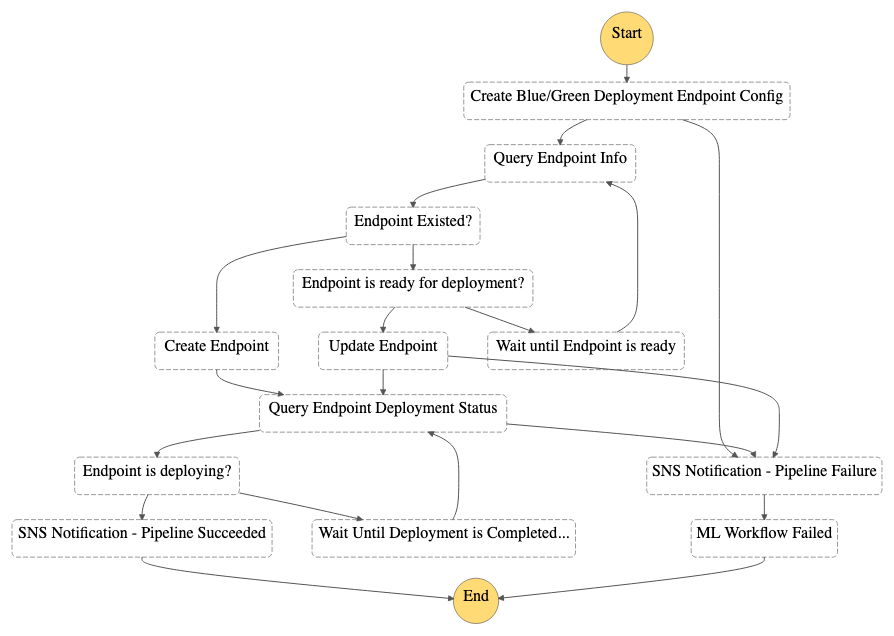 Start
Create Blue/Green Deployment Endpoint Config
Query Endpoint Info
Endpoint Existed?
Endpoint is ready for deployment?
Create Endpoint
Update Endpoint
Wait until Endpoint is ready
Query Endpoint Deployment Status
Endpoint is deploying?
SNS Notification - Pipeline Failure
SNS Notification - Pipeline Succeeded
Wait Until Deployment is Completed...
ML Workflow Failed
End